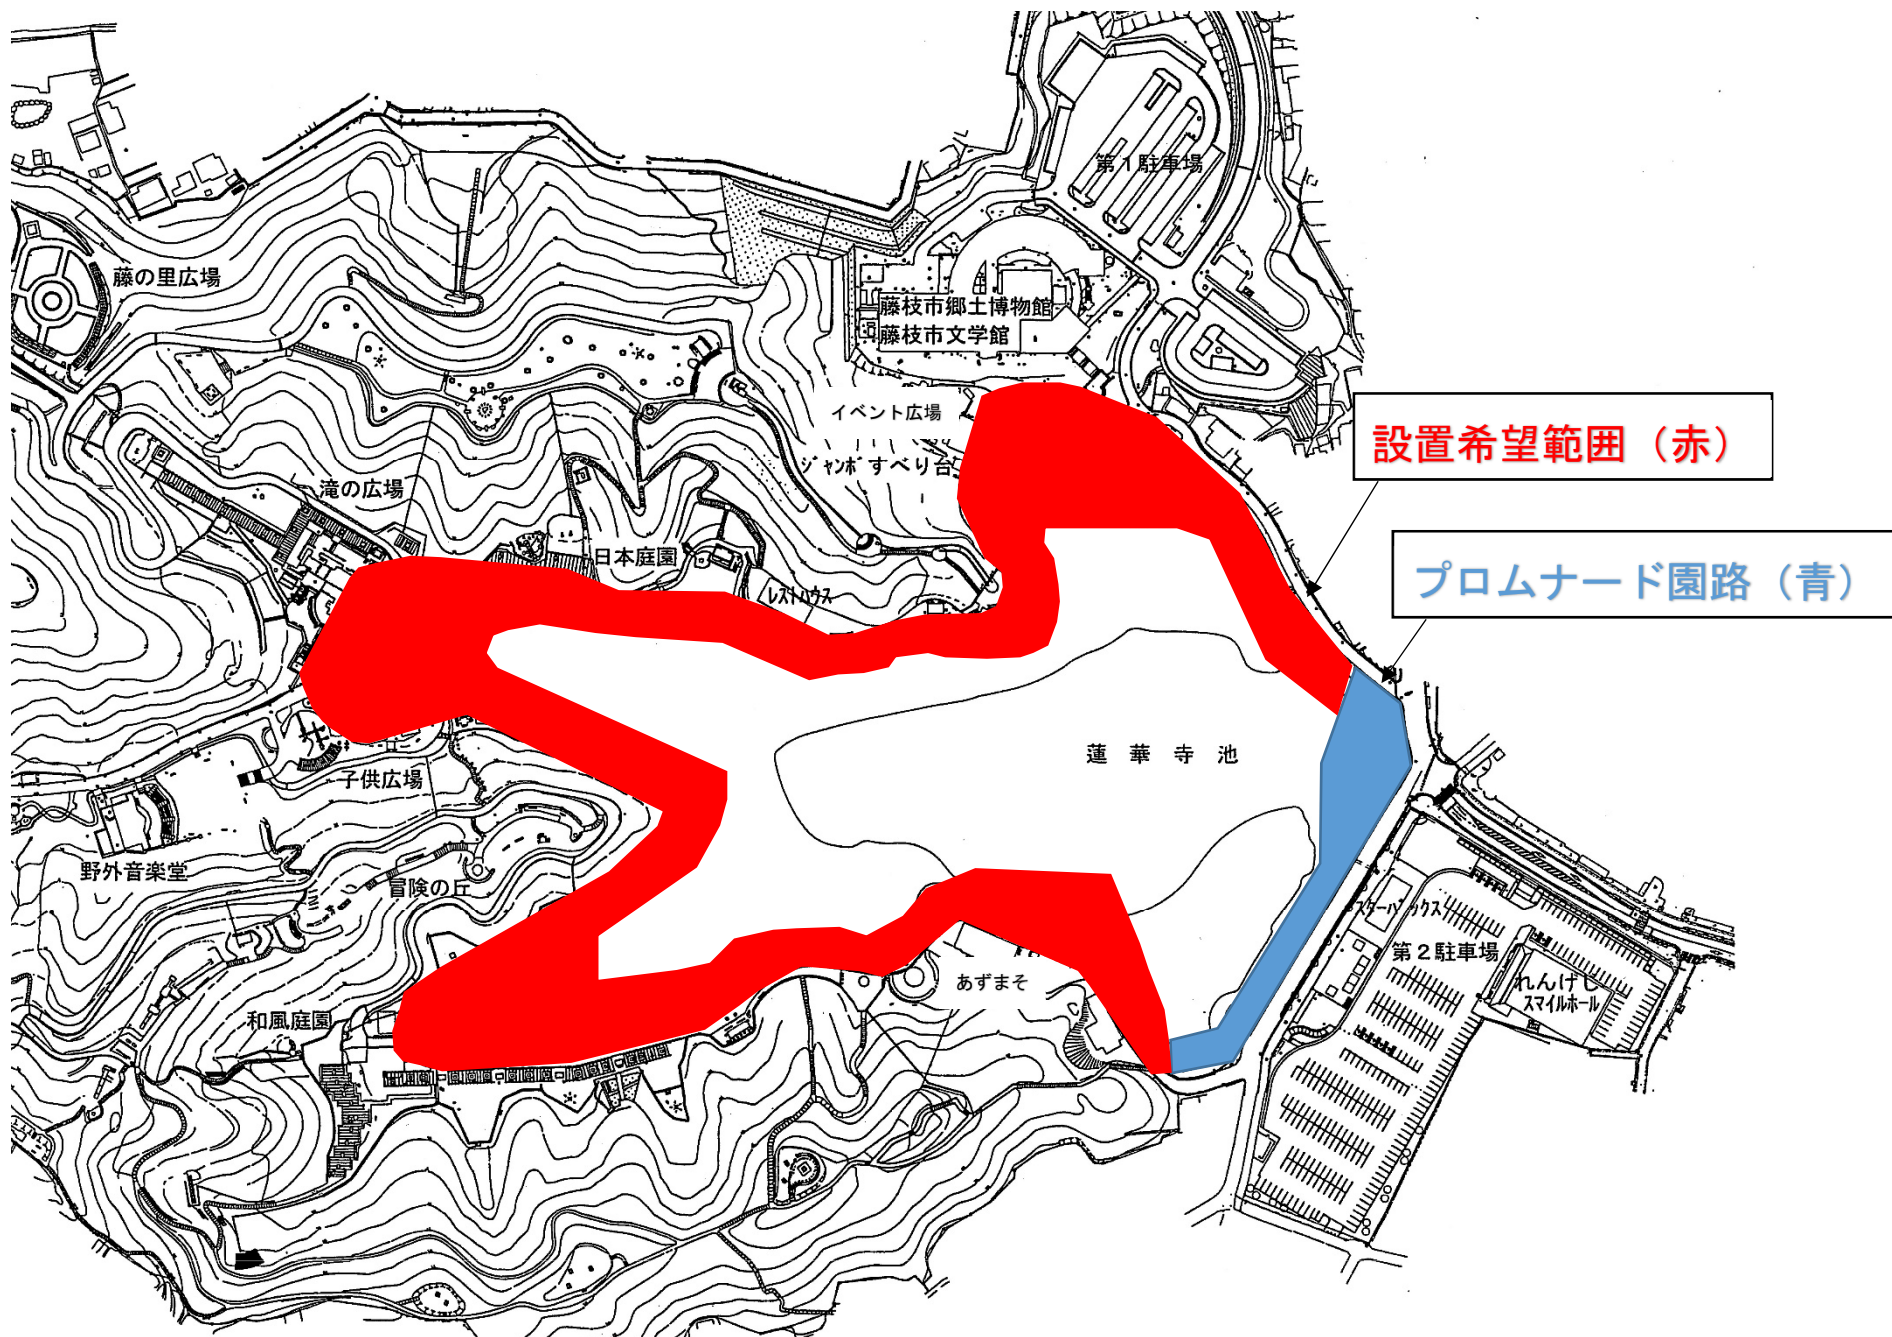 第１駐車場
藤の里広場
藤枝市郷土博物館
藤枝市文学館
イベント広場
設置希望範囲（赤）
ジャンボすべり台
滝の広場
日本庭園
プロムナード園路（青）
レストハウス
蓮華寺池
子供広場
野外音楽堂
冒険の丘
スターバックス
第２駐車場
あずまそ
れんげじ
スマイルホール
和風庭園